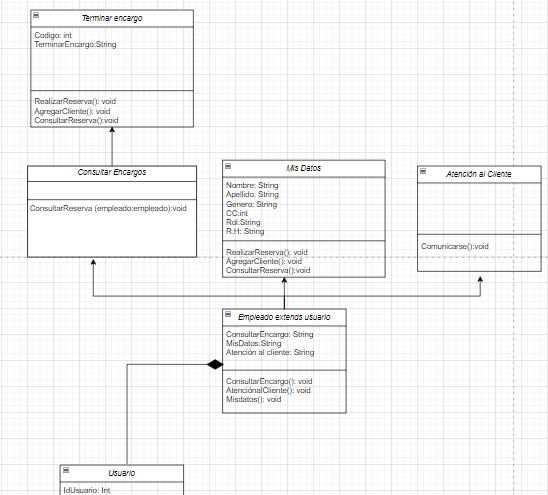 Terminar encargo
Codigo: int
TerminarEncargo:String
RealizarReserva(): void
AgregarCliente(): void
ConsultarReserva():void
Consultar Encargos
ConsultarReserva (empleado:empleado):void
Mis Datos
Nombre: String
Apellido: String
Genero: String
CC:int
Rol:String
R.H: String
RealizarReserva(): void
AgregarCliente(): void
ConsultarReserva():void
Atención al Cliente
Comunicarse():void
Empleado extends usuario
ConsultarEncargo: String
MisDatos:String
Atención al cliente: String
ConsultarEncargo(): void
AtenciónalCliente(): void
Misdatos(): void
Usuario
IdUsuario: Int